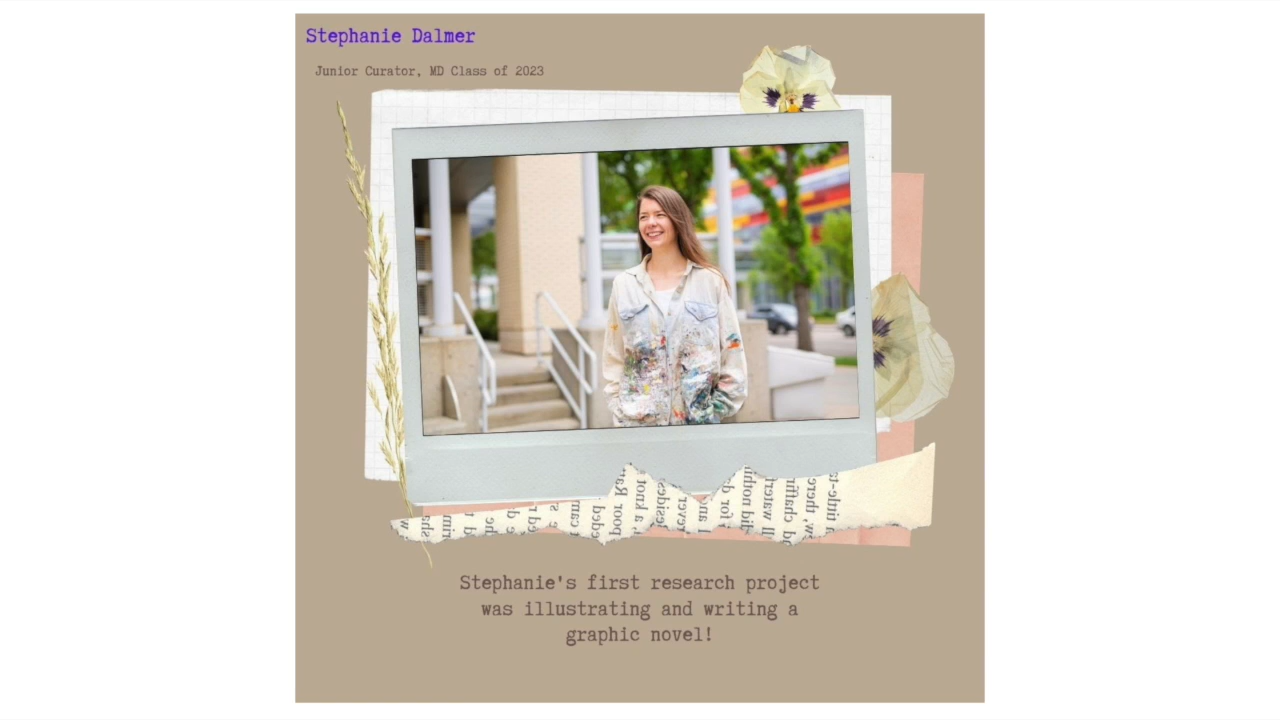 Stephanie Dalmer
Junior Curator, MD Class of 2023
Stephanie's first research project
was illustrating and writing a
graphic novel!